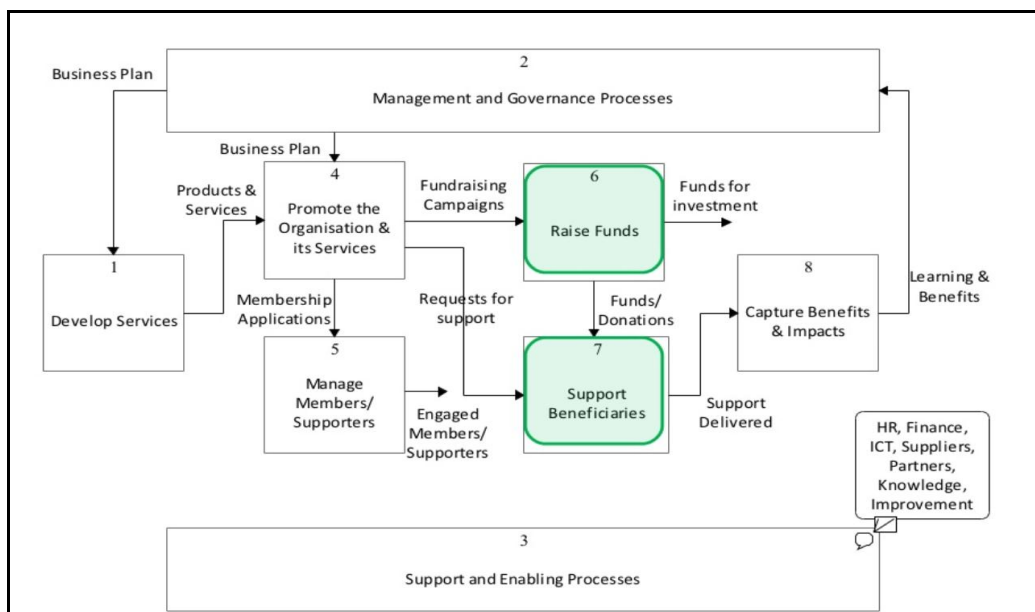 2
Management and Governance Processes
Business Plan
Business Plan
4
Promote the
Organisation &
its Services
Products &
Services
Fundraising
Campaigns
6
Raise Funds
Funds for
investment
1
Develop Services
Membership
Applications
Requests for
support
Funds/
Donations
8
Capture Benefits
& Impacts
Learning &
Benefits
5
Manage
Members/
Supporters
Engaged
Members/
Supporters
7
Support
Beneficiaries
Support
Delivered
HR, Finance,
ICT, Suppliers,
Partners,
Knowledge,
Improvement
3
Support and Enabling Processes